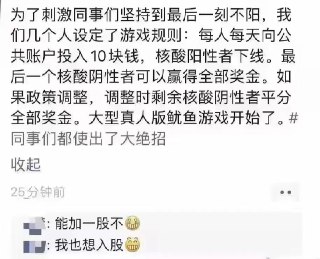 为了刺激同事们坚持到最后一刻不阳，我
们几个人设定了游戏规则：每人每天向公
共账户投入10块钱，核酸阳性者下线。最
后一个核酸阴性者可以赢得全部奖金。如
果政策调整，调整时剩余核酸阴性者平分
全部奖金。大型真人版鱿鱼游戏开始了。#
同事们都使出了大绝招
收起
25分钟前
: 能加一股不😁
: 我也想入股😁